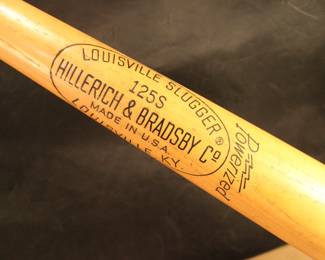 LOUISVILLE SLUGGER®
125S
HILLERICH & BRADSBY Cº
MADE IN U.S.A.
LOUISVILLE, KY.
Powerized